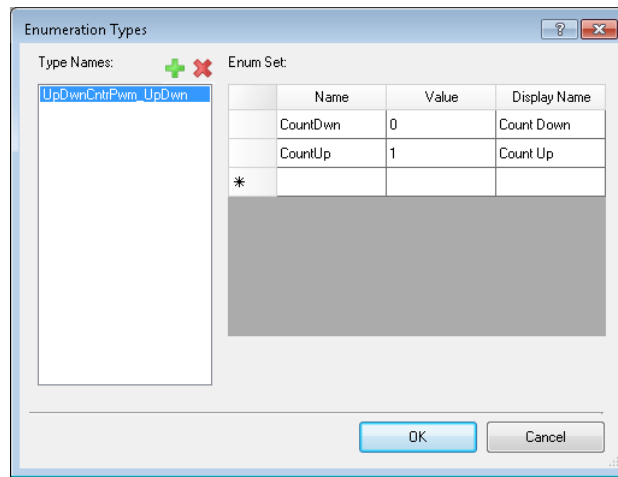 Enumeration Types
Type Names:
Enum Set:
UpDwnCntrPwm_UpDwn
Name Value Display Name
CountDwn 0 Count Down
CountUp 1 Count Up
*
OK Cancel